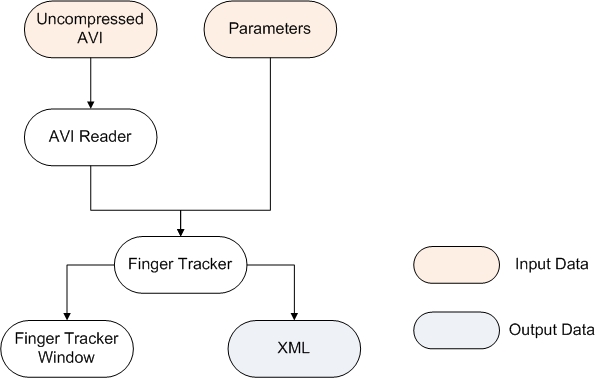 Uncompressed
AVI
Parameters
AVI Reader
Finger Tracker
Input Data
Finger Tracker
Window
XML
Output Data